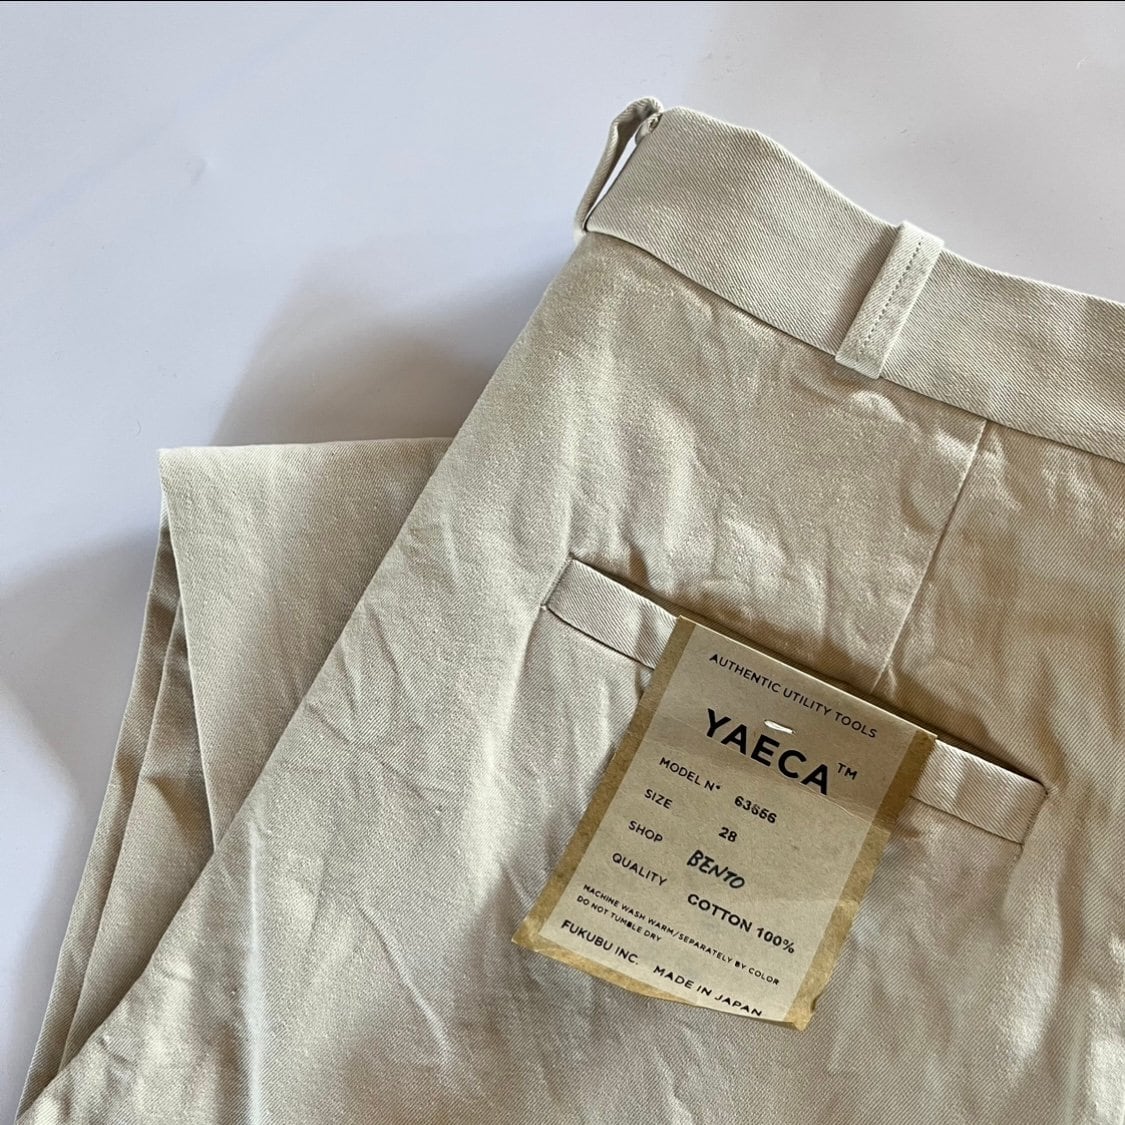 AUTHENTIC UTILITY TOOLS
YAECA™
MODEL N° 63666
SIZE 28
SHOP BENTO
QUALITY COTTON 100%
MACHINE WASH WARM/SEPARATELY BY COLOR
DO NOT TUMBLE DRY
FUKUBU INC. MADE IN JAPAN